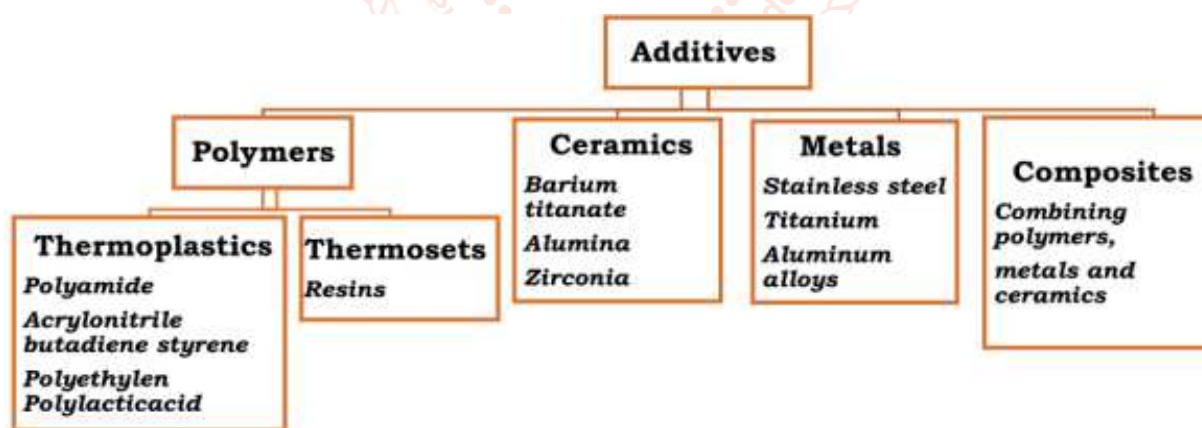 Additives
Polymers
Thermoplastics
Polyamide
Acrylonitrile
butadiene styrene
Polyethylen
Polylacticacid
Thermosets
Resins
Ceramics
Barium
titanate
Alumina
Zirconia
Metals
Stainless steel
Titanium
Aluminum
alloys
Composites
Combining
polymers,
metals and
ceramics